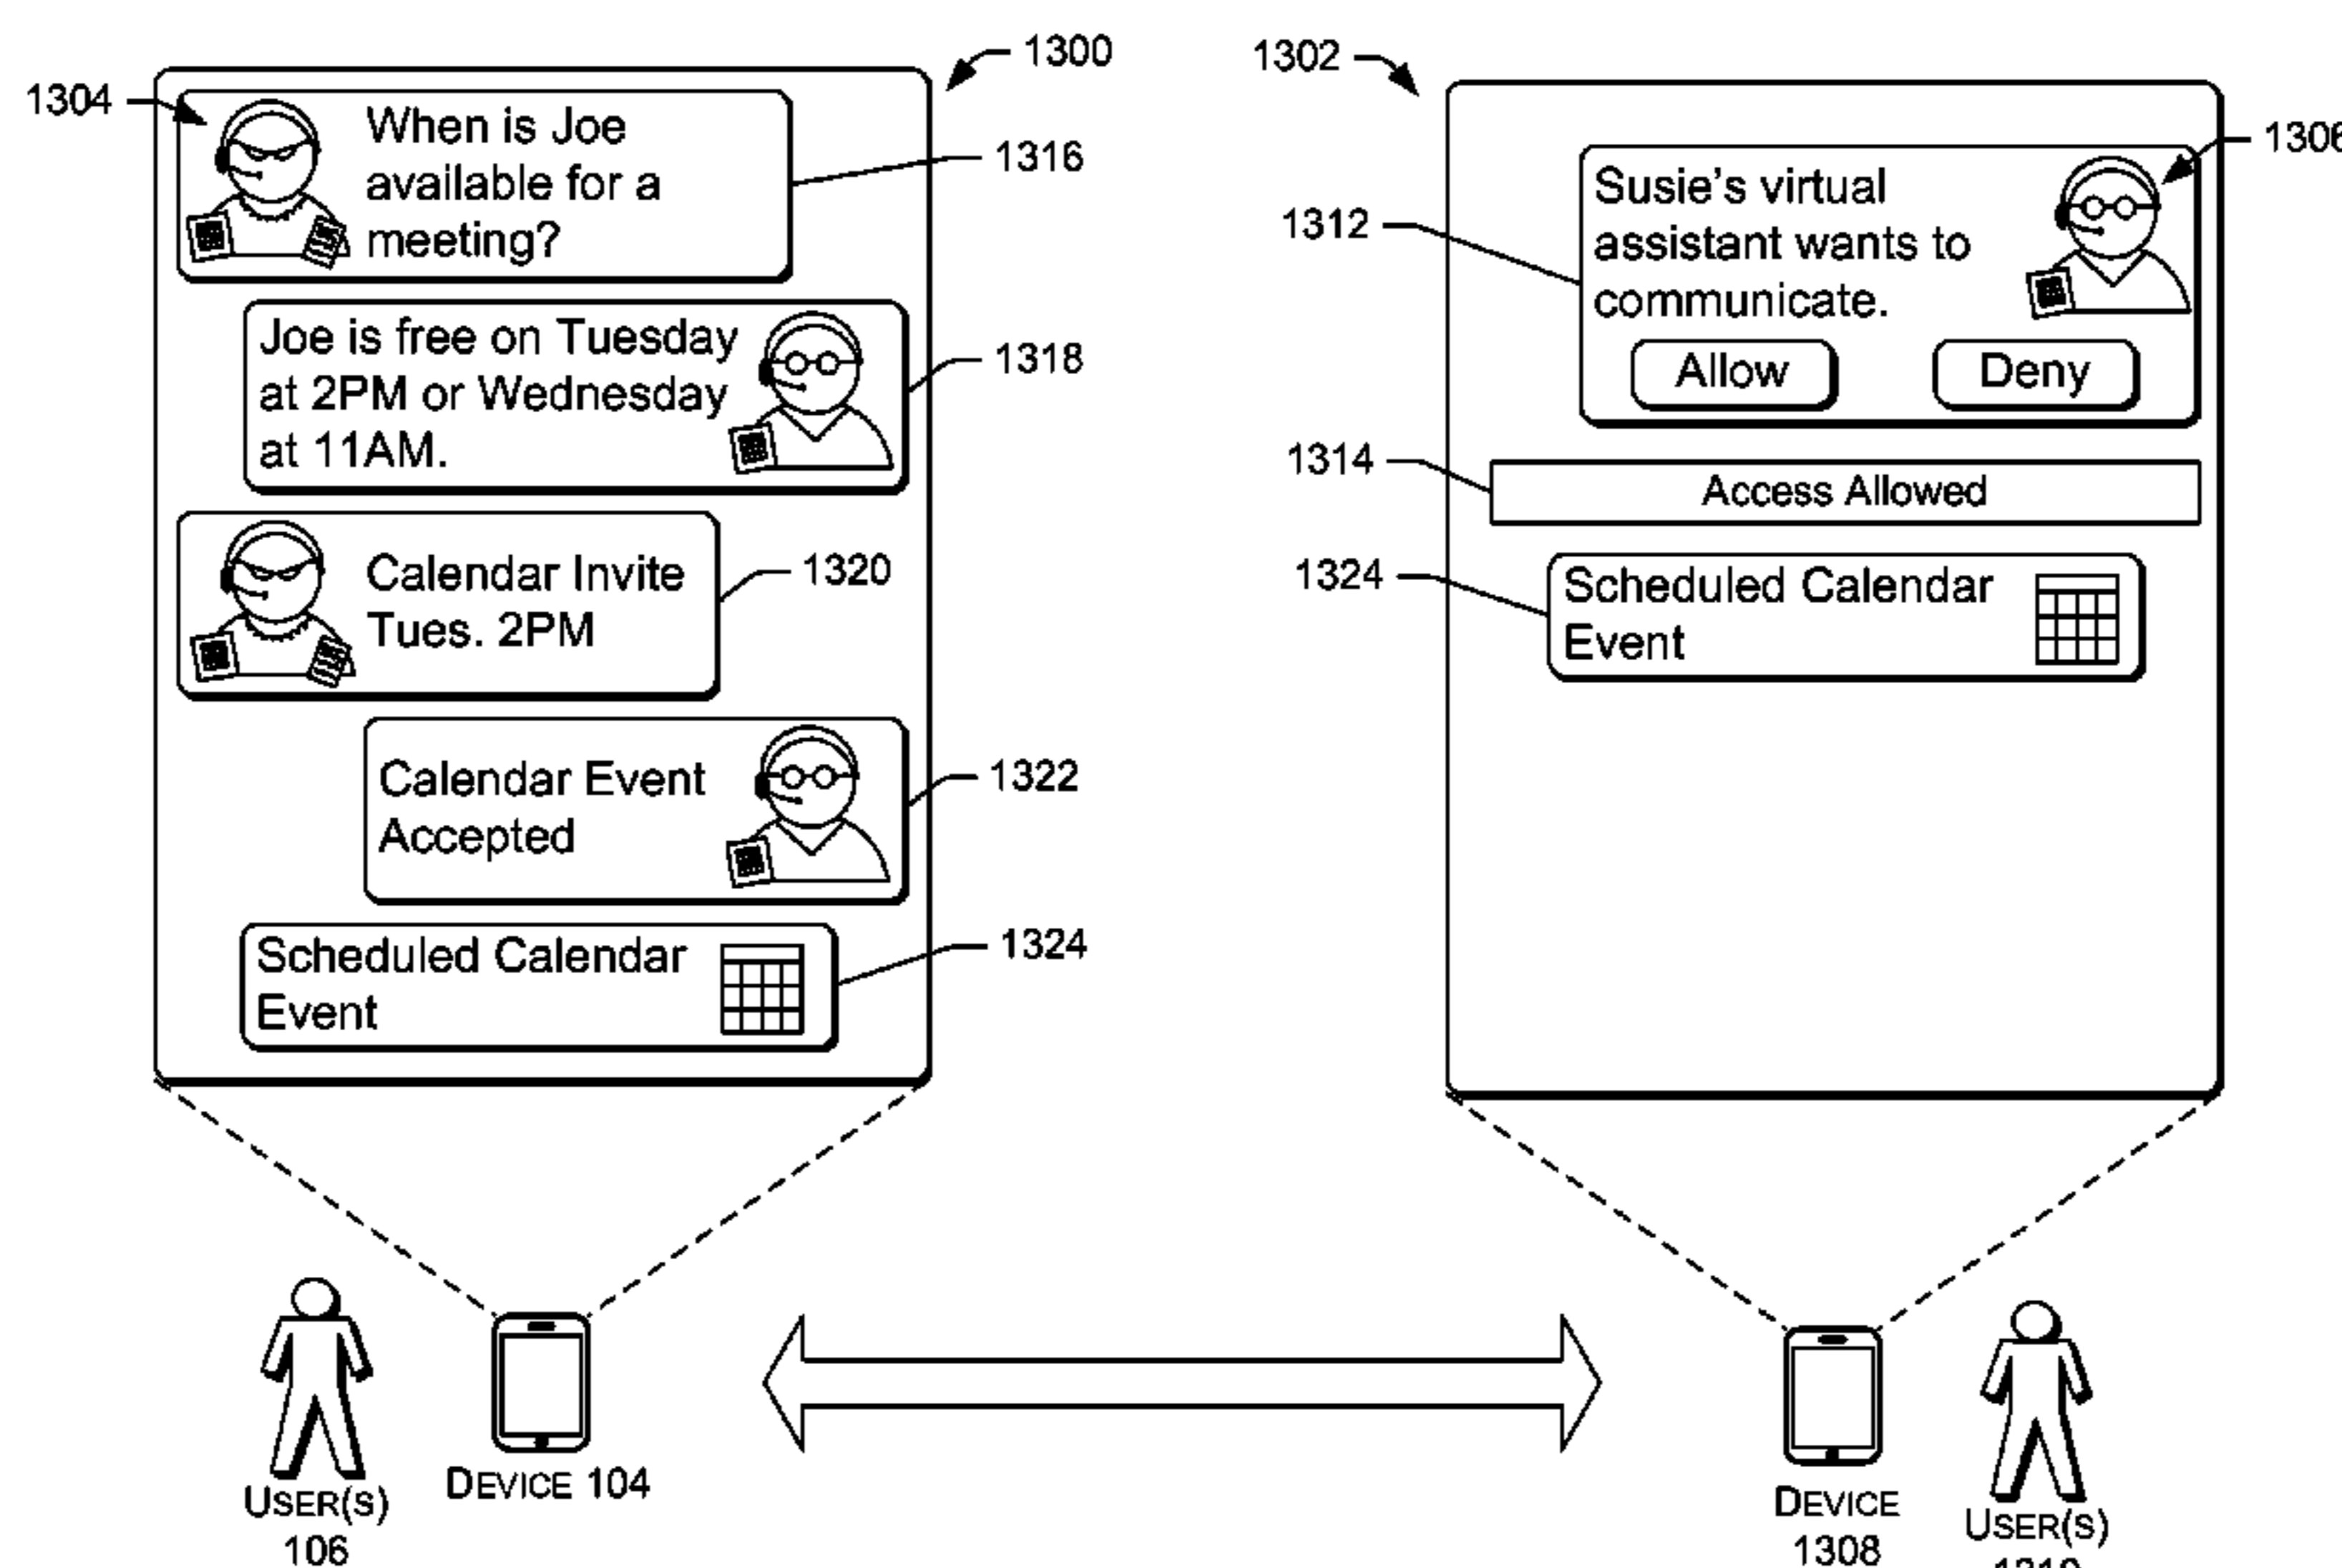 1300
1304
When is Joe
available for a
meeting?
1316
Joe is free on Tuesday
at 2PM or Wednesday
at 11AM.
1318
Calendar Invite
Tues. 2PM
1320
Calendar Event
Accepted
1322
Scheduled Calendar
Event
1324
USER(S)
106
DEVICE 104
1302
1306
Susie's virtual
assistant wants to
communicate.
Allow
Deny
1312
1314
Access Allowed
1324
Scheduled Calendar
Event
DEVICE
1308
USER(S)